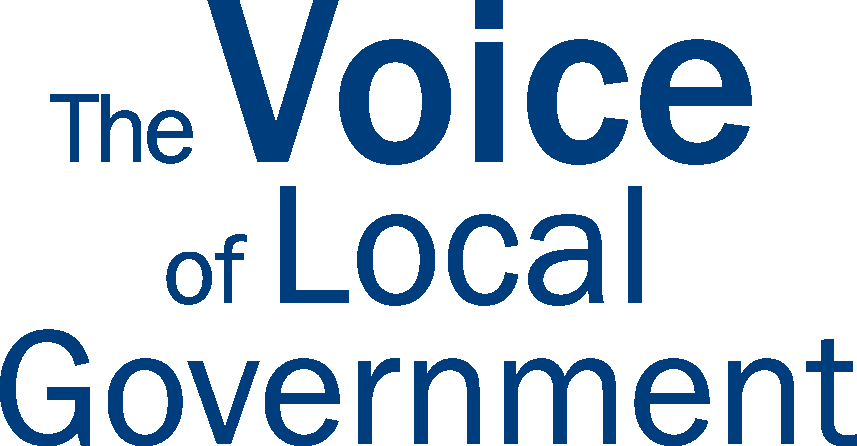 The Voice
of Local
Government